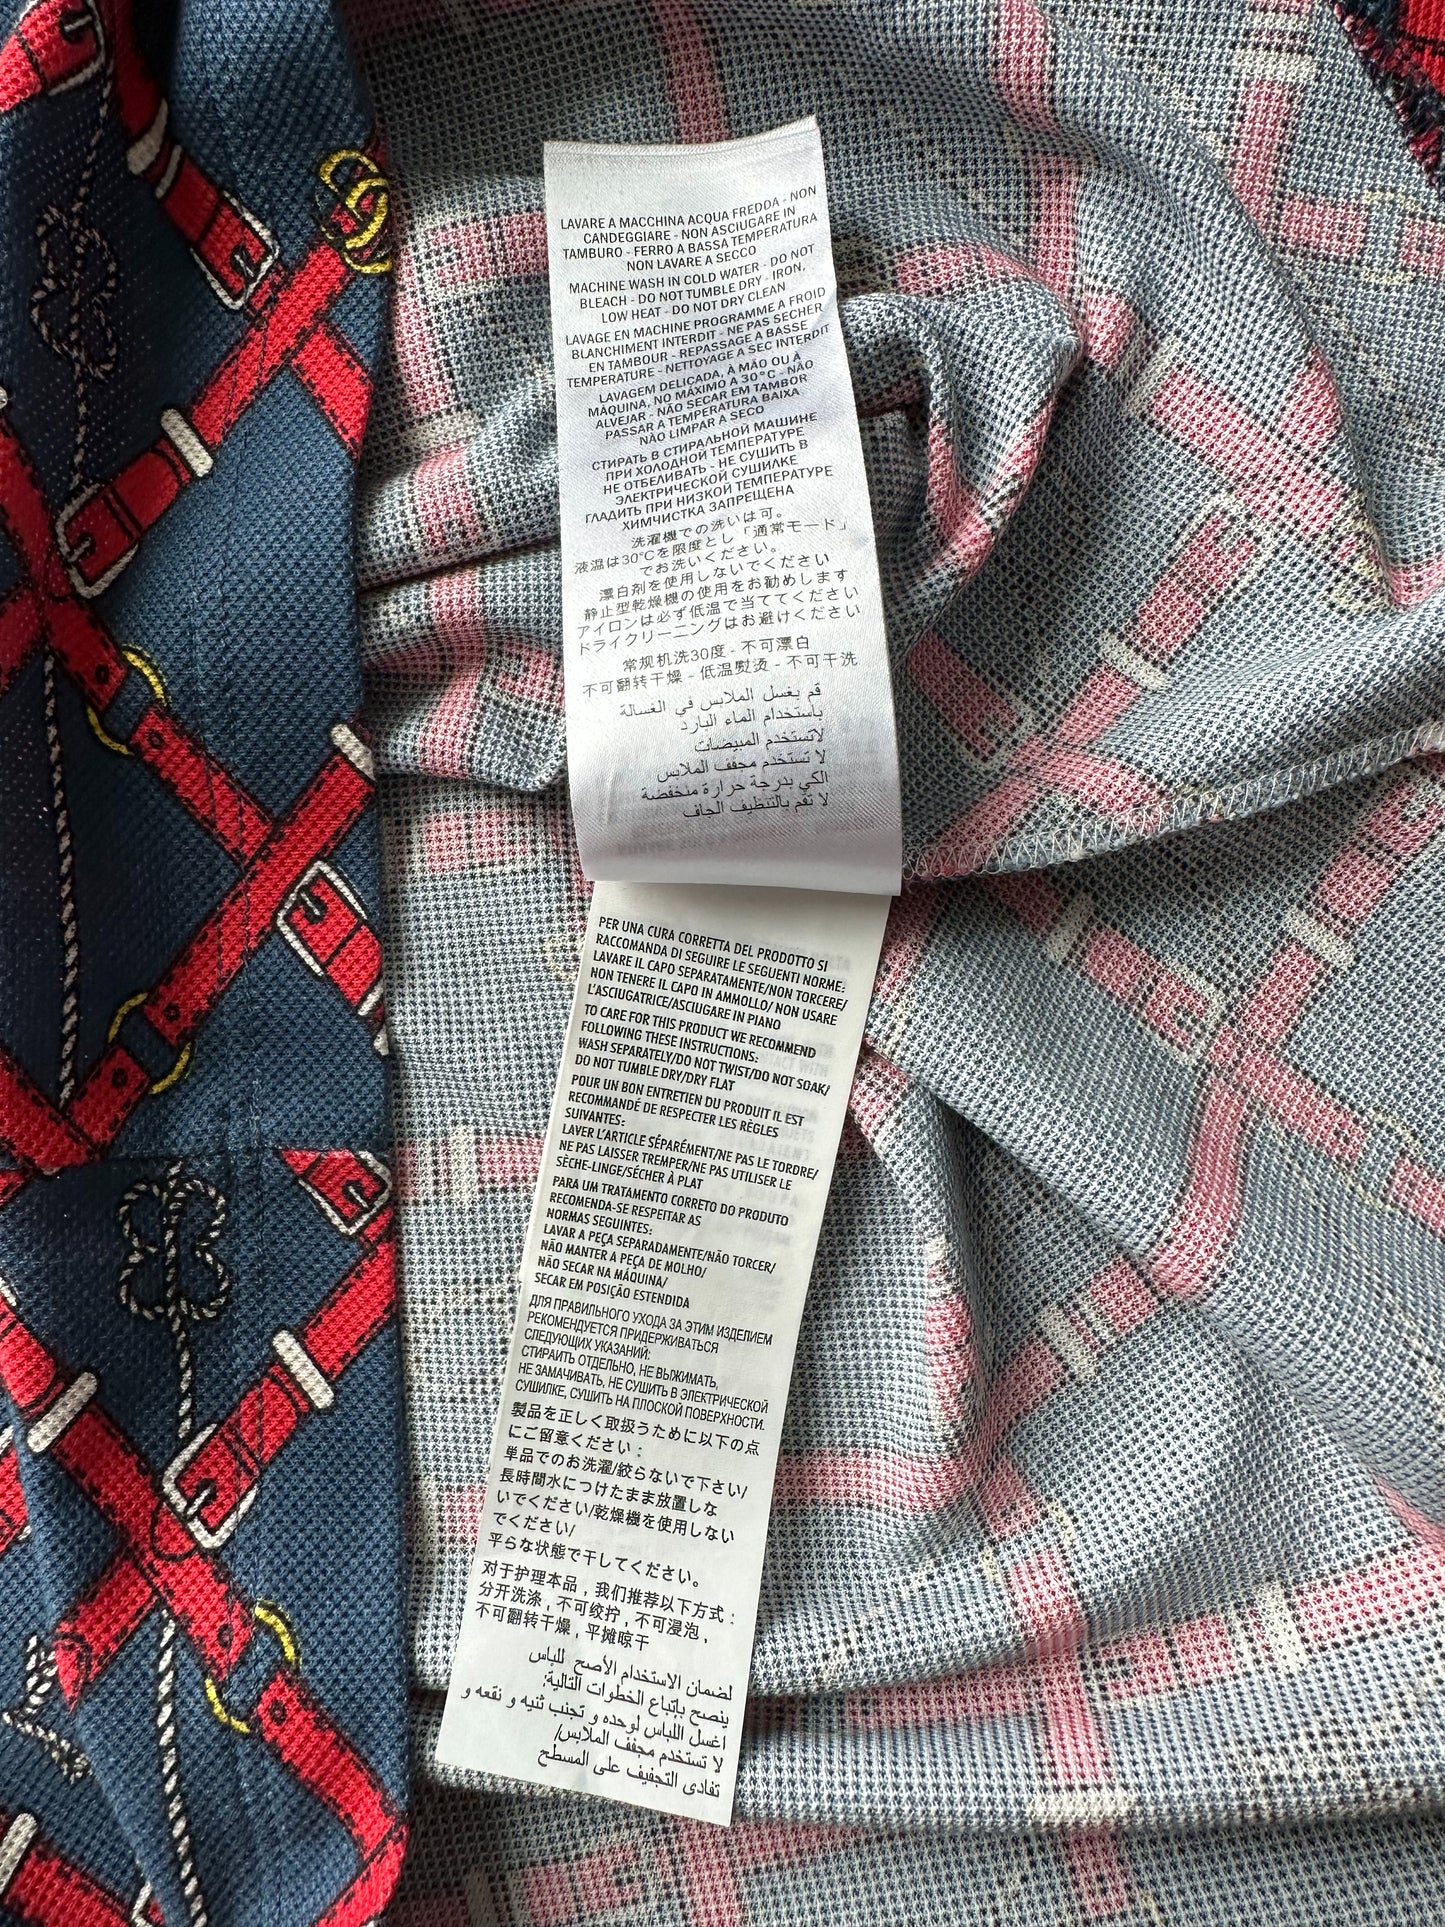 LAVARE A MACCHINA ACQUA FREDDA - NON
CANDEGGIARE - NON ASCIUGARE IN
TAMBURO - FERRO A BASSA TEMPERATURA
NON LAVARE A SECCO
MACHINE WASH IN COLD WATER - DO NOT
BLEACH - DO NOT TUMBLE DRY - IRON,
LOW HEAT - DO NOT DRY CLEAN
LAVAGE EN MACHINE PROGRAMME A FROID
BLANCHIMENT INTERDIT - NE PAS SECHER
EN TAMBOUR - REPASSAGE A BASSE
TEMPERATURE - NETTOYAGE A SEC INTERDIT
LAVAGEM DELICADA, À MÃO OU À
MÁQUINA, NO MÁXIMO A 30°C - NÃO
ALVEJAR - NÃO SECAR EM TAMBOR
PASSAR A TEMPERATURA BAIXA
NÃO LIMPAR A SECO
СТИРАТЬ В СТИРАЛЬНОЙ МАШИНЕ
ПРИ ХОЛОДНОЙ ТЕМПЕРАТУРЕ
НЕ ОТБЕЛИВАТЬ - НЕ СУШИТЬ В
ЭЛЕКТРИЧЕСКОЙ СУШИЛКЕ
ГЛАДИТЬ ПРИ НИЗКОЙ ТЕМПЕРАТУРЕ
ХИМЧИСТКА ЗАПРЕЩЕНА
洗濯機での洗いは可。
液温は30℃を限度とし「通常モード」
でお洗いください。
漂白剤を使用しないでください
静止型乾燥機の使用をお勧めします
アイロンは必ず低温で当ててください
ドライクリーニングはお避けください
常规机洗30度 - 不可漂白
不可翻转干燥 - 低温熨烫 - 不可干洗
قم بغسل الملابس في الغسالة
باستخدام الماء البارد
لاتستخدم المبيضات
لا تستخدم مجفف الملابس
الكي بدرجة حرارة منخفضة
لا تقم بالتنظيف الجاف
PER UNA CURA CORRETTA DEL PRODOTTO SI
RACCOMANDA DI SEGUIRE LE SEGUENTI NORME:
LAVARE IL CAPO SEPARATAMENTE/NON TORCERE/
NON TENERE IL CAPO IN AMMOLLO/ NON USARE
L'ASCIUGATRICE/ASCIUGARE IN PIANO
TO CARE FOR THIS PRODUCT WE RECOMMEND
FOLLOWING THESE INSTRUCTIONS:
WASH SEPARATELY/DO NOT TWIST/DO NOT SOAK/
DO NOT TUMBLE DRY/DRY FLAT
POUR UN BON ENTRETIEN DU PRODUIT IL EST
RECOMMANDÉ DE RESPECTER LES RÈGLES
SUIVANTES:
LAVER L'ARTICLE SÉPARÉMENT/NE PAS LE TORDRE/
NE PAS LAISSER TREMPER/NE PAS UTILISER LE
SÈCHE-LINGE/SÉCHER À PLAT
PARA UM TRATAMENTO CORRETO DO PRODUTO
RECOMENDA-SE RESPEITAR AS
NORMAS SEGUINTES:
LAVAR A PEÇA SEPARADAMENTE/NÃO TORCER/
NÃO MANTER A PEÇA DE MOLHO/
NÃO SECAR NA MÁQUINA/
SECAR EM POSIÇÃO ESTENDIDA
ДЛЯ ПРАВИЛЬНОГО УХОДА ЗА ЭТИМ ИЗДЕЛИЕМ
РЕКОМЕНДУЕТСЯ ПРИДЕРЖИВАТЬСЯ
СЛЕДУЮЩИХ УКАЗАНИЙ:
СТИРАИТЬ ОТДЕЛЬНО, НЕ ВЫЖИМАТЬ,
НЕ ЗАМАЧИВАТЬ, НЕ СУШИТЬ В ЭЛЕКТРИЧЕСКОЙ
СУШИЛКЕ, СУШИТЬ НА ПЛОСКОЙ ПОВЕРХНОСТИ.
製品を正しく取扱うために以下の点
にご留意ください：
単品でのお洗濯/絞らないで下さい/
長時間水につけたまま放置しな
いでください/乾燥機を使用しない
でください/
平らな状態で干してください。
对于护理本品，我们推荐以下方式：
分开洗涤，不可绞拧，不可浸泡，
不可翻转干燥，平摊晾干
لضمان الاستخدام الأصح للباس
ينصح بإتباع الخطوات التالية:
اغسل اللباس لوحده و تجنب ثنيه و نقعه و
لا تستخدم مجفف الملابس/
تفادى التجفيف على المسطح